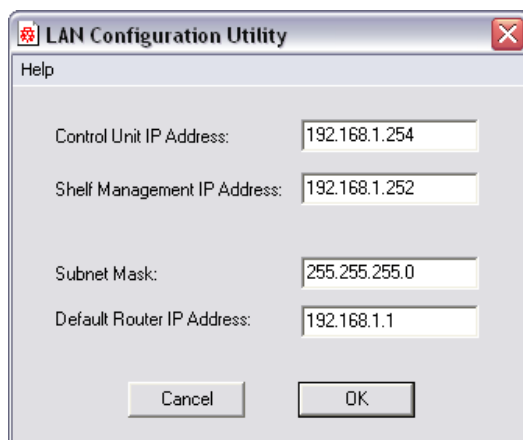 LAN Configuration Utility
Help
Control Unit IP Address: 192.168.1.254
Shelf Management IP Address: 192.168.1.252
Subnet Mask: 255.255.255.0
Default Router IP Address: 192.168.1.1
Cancel OK